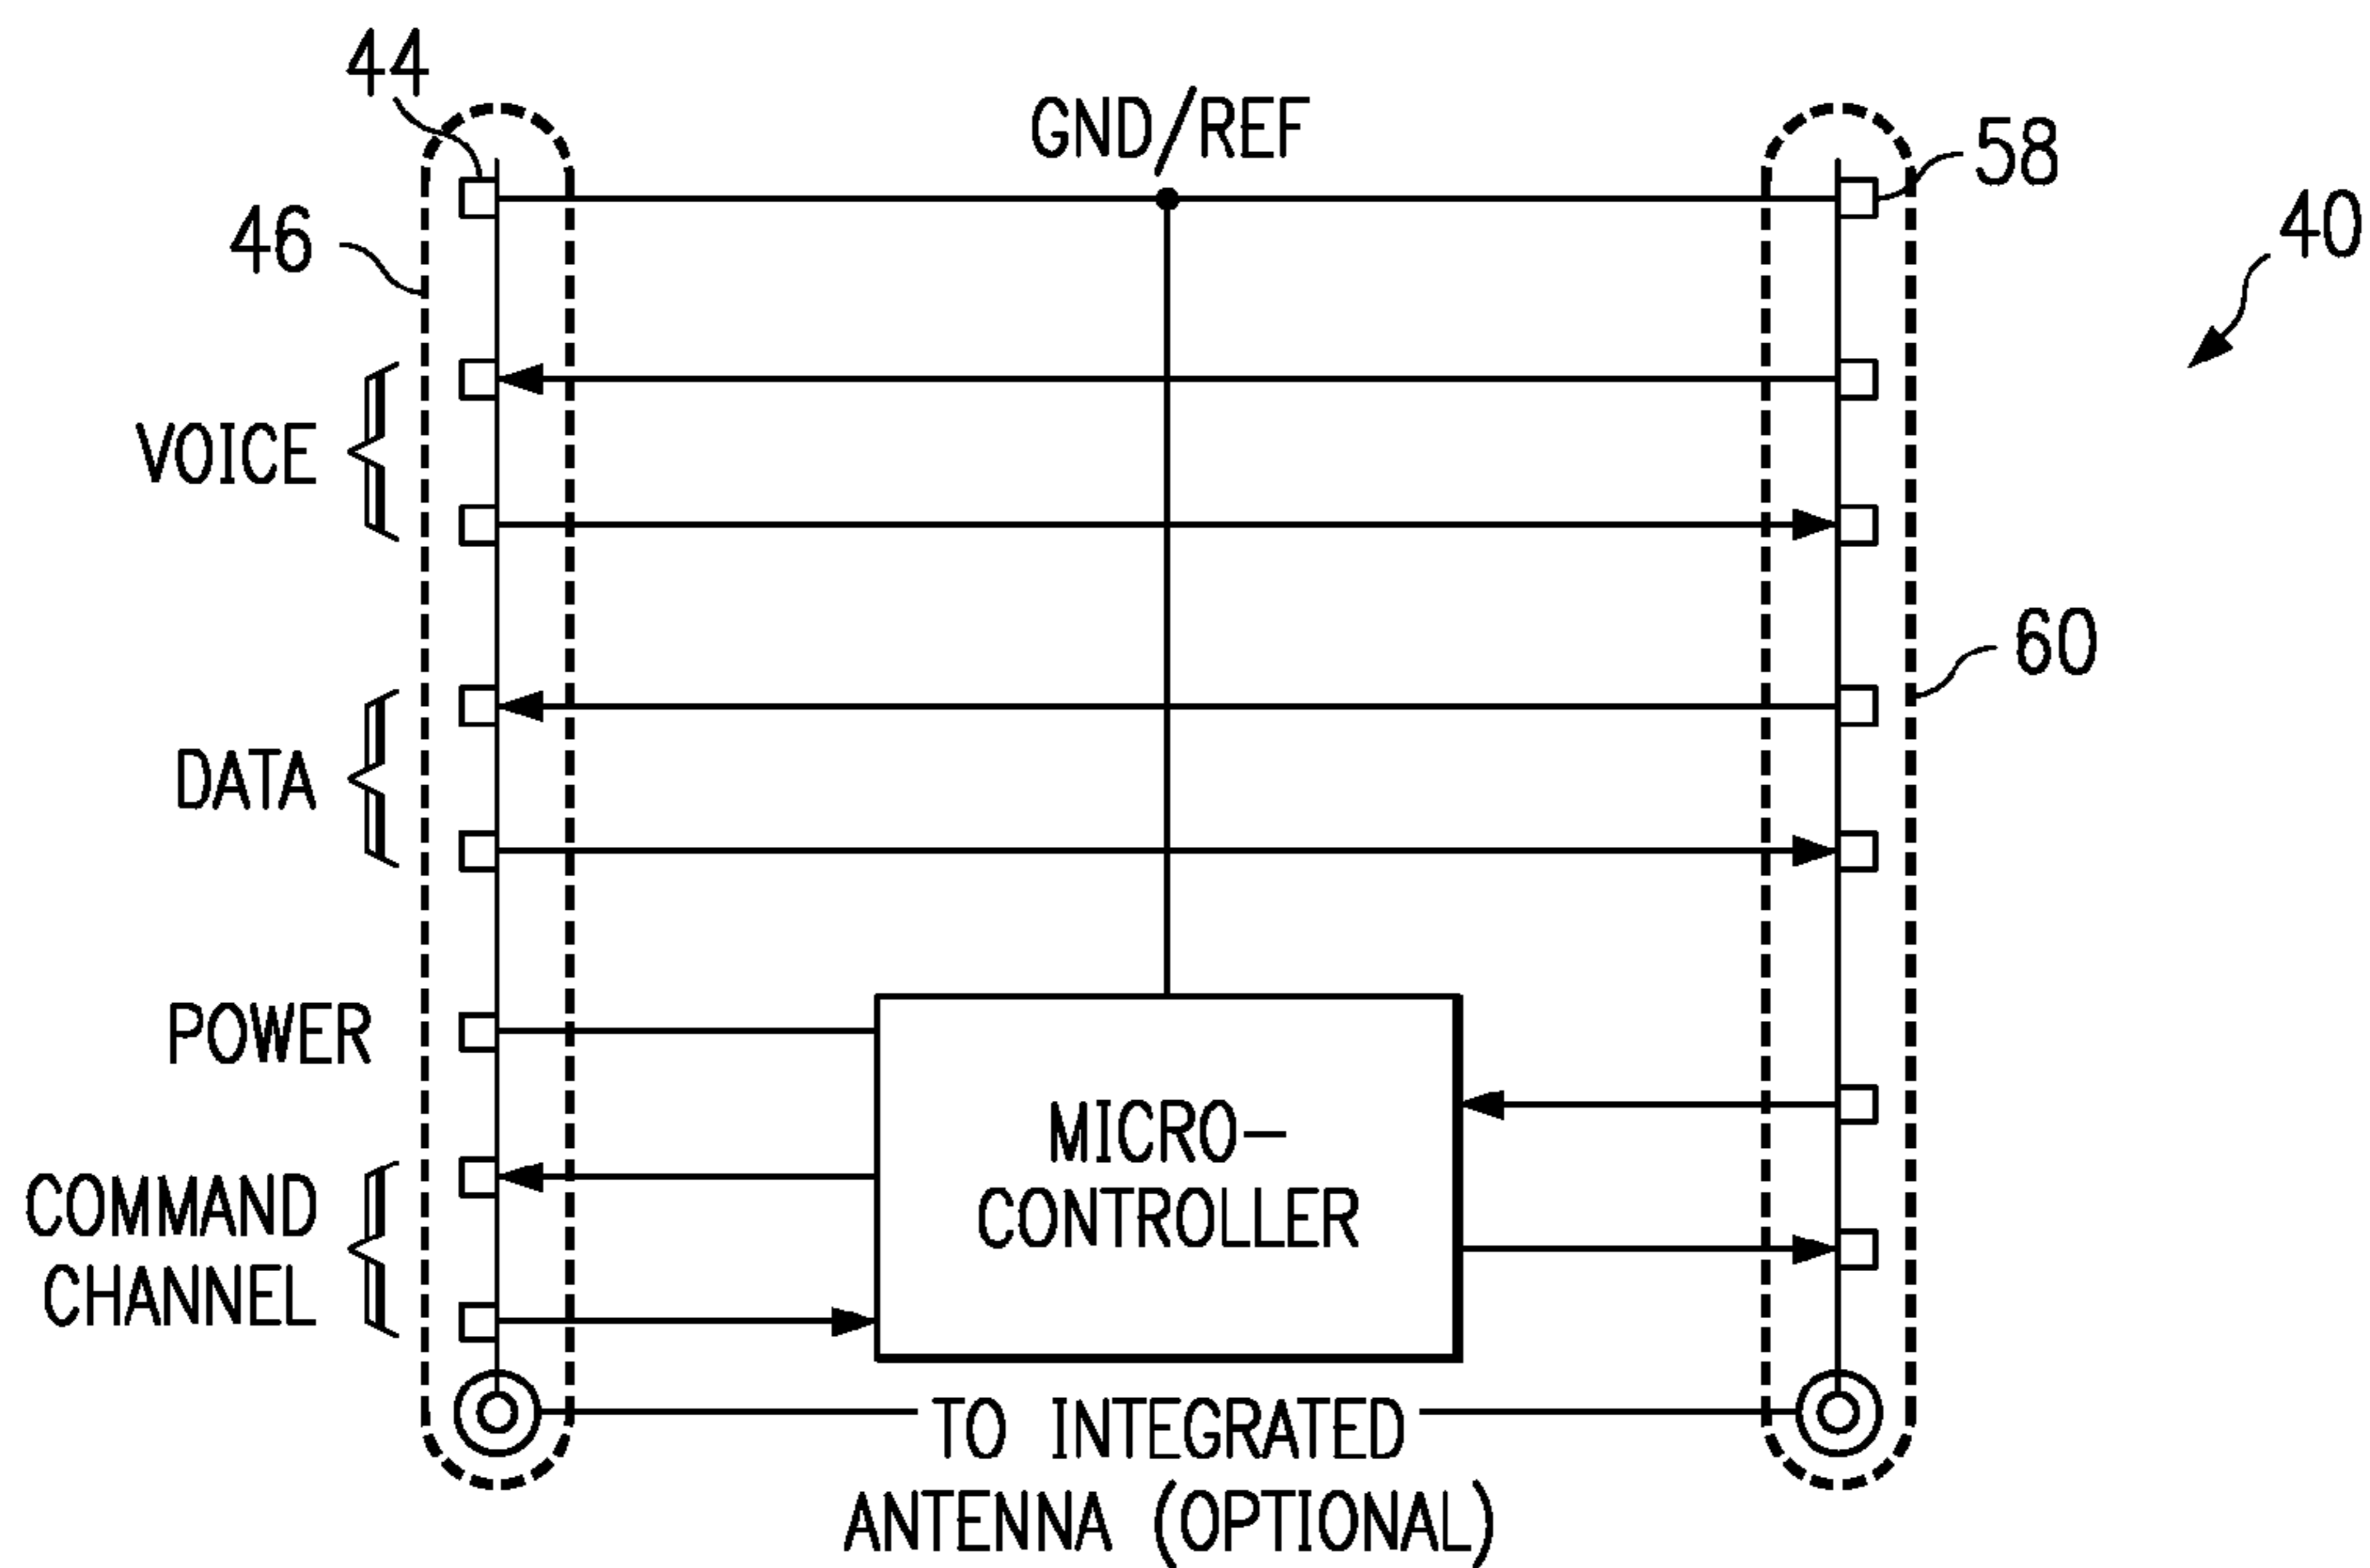 44
GND/REF
58
46
40
VOICE
60
DATA
POWER
MICRO-
CONTROLLER
COMMAND
CHANNEL
TO INTEGRATED
ANTENNA (OPTIONAL)